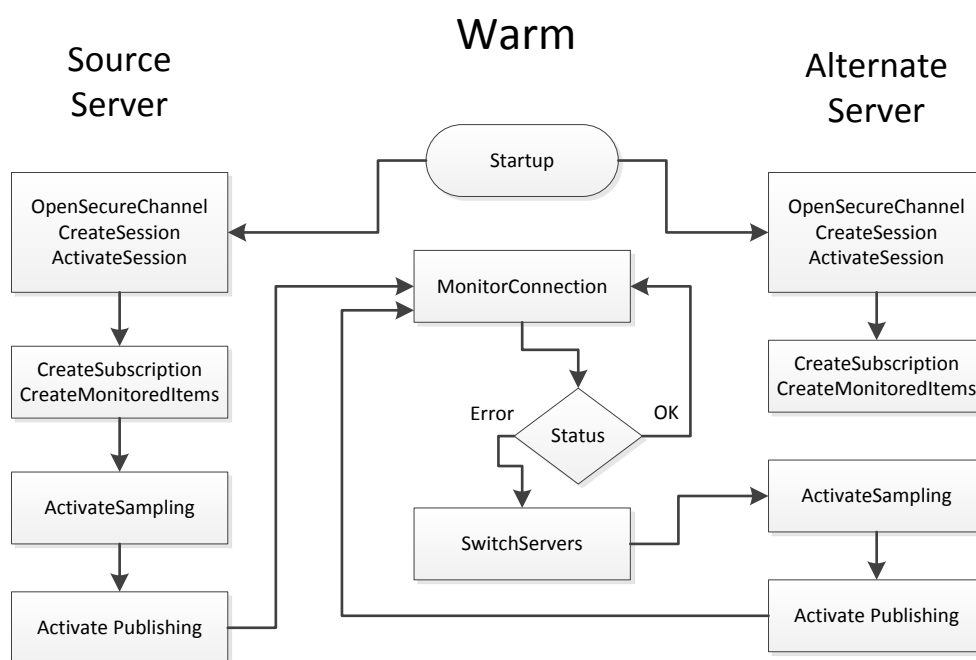 Warm
Source
Server
Alternate
Server
Startup
OpenSecureChannel
CreateSession
ActivateSession
OpenSecureChannel
CreateSession
ActivateSession
MonitorConnection
CreateSubscription
CreateMonitoredItems
CreateSubscription
CreateMonitoredItems
Error
OK
Status
ActivateSampling
ActivateSampling
SwitchServers
Activate Publishing
Activate Publishing